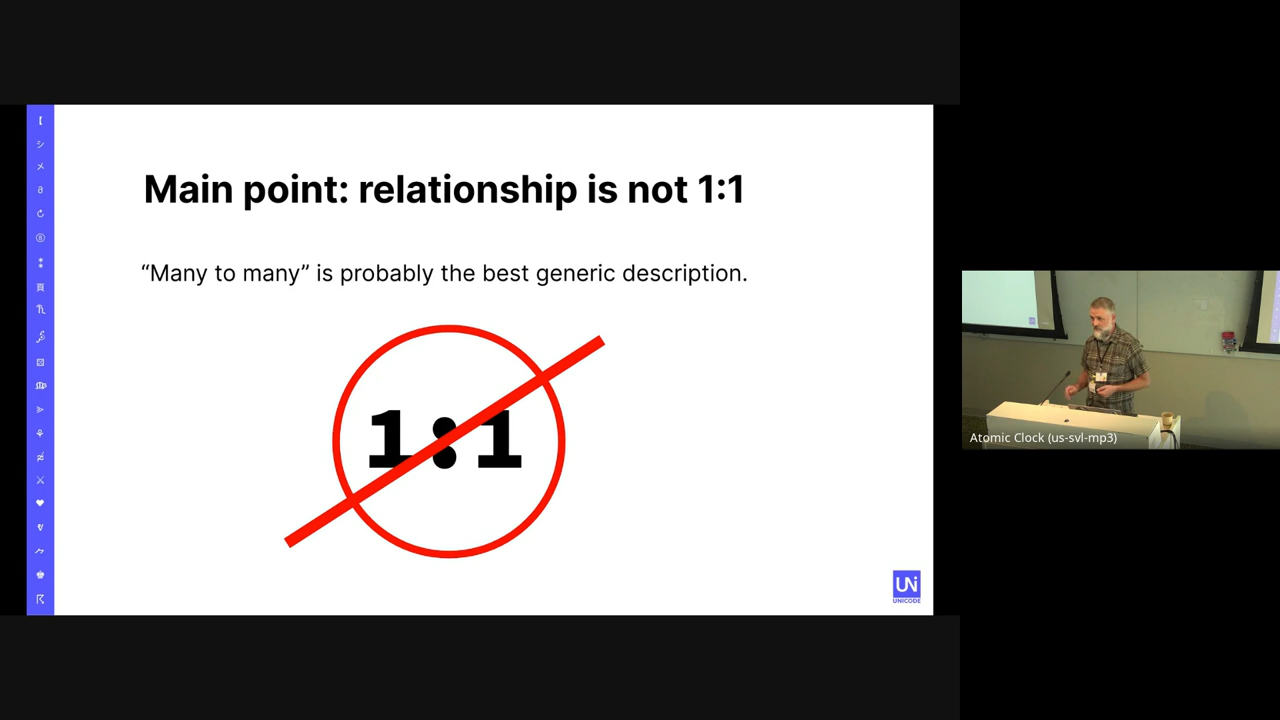 Main point: relationship is not 1:1
“Many to many” is probably the best generic description.
1:1
UNi
UNICODE
Atomic Clock (us-svl-mp3)